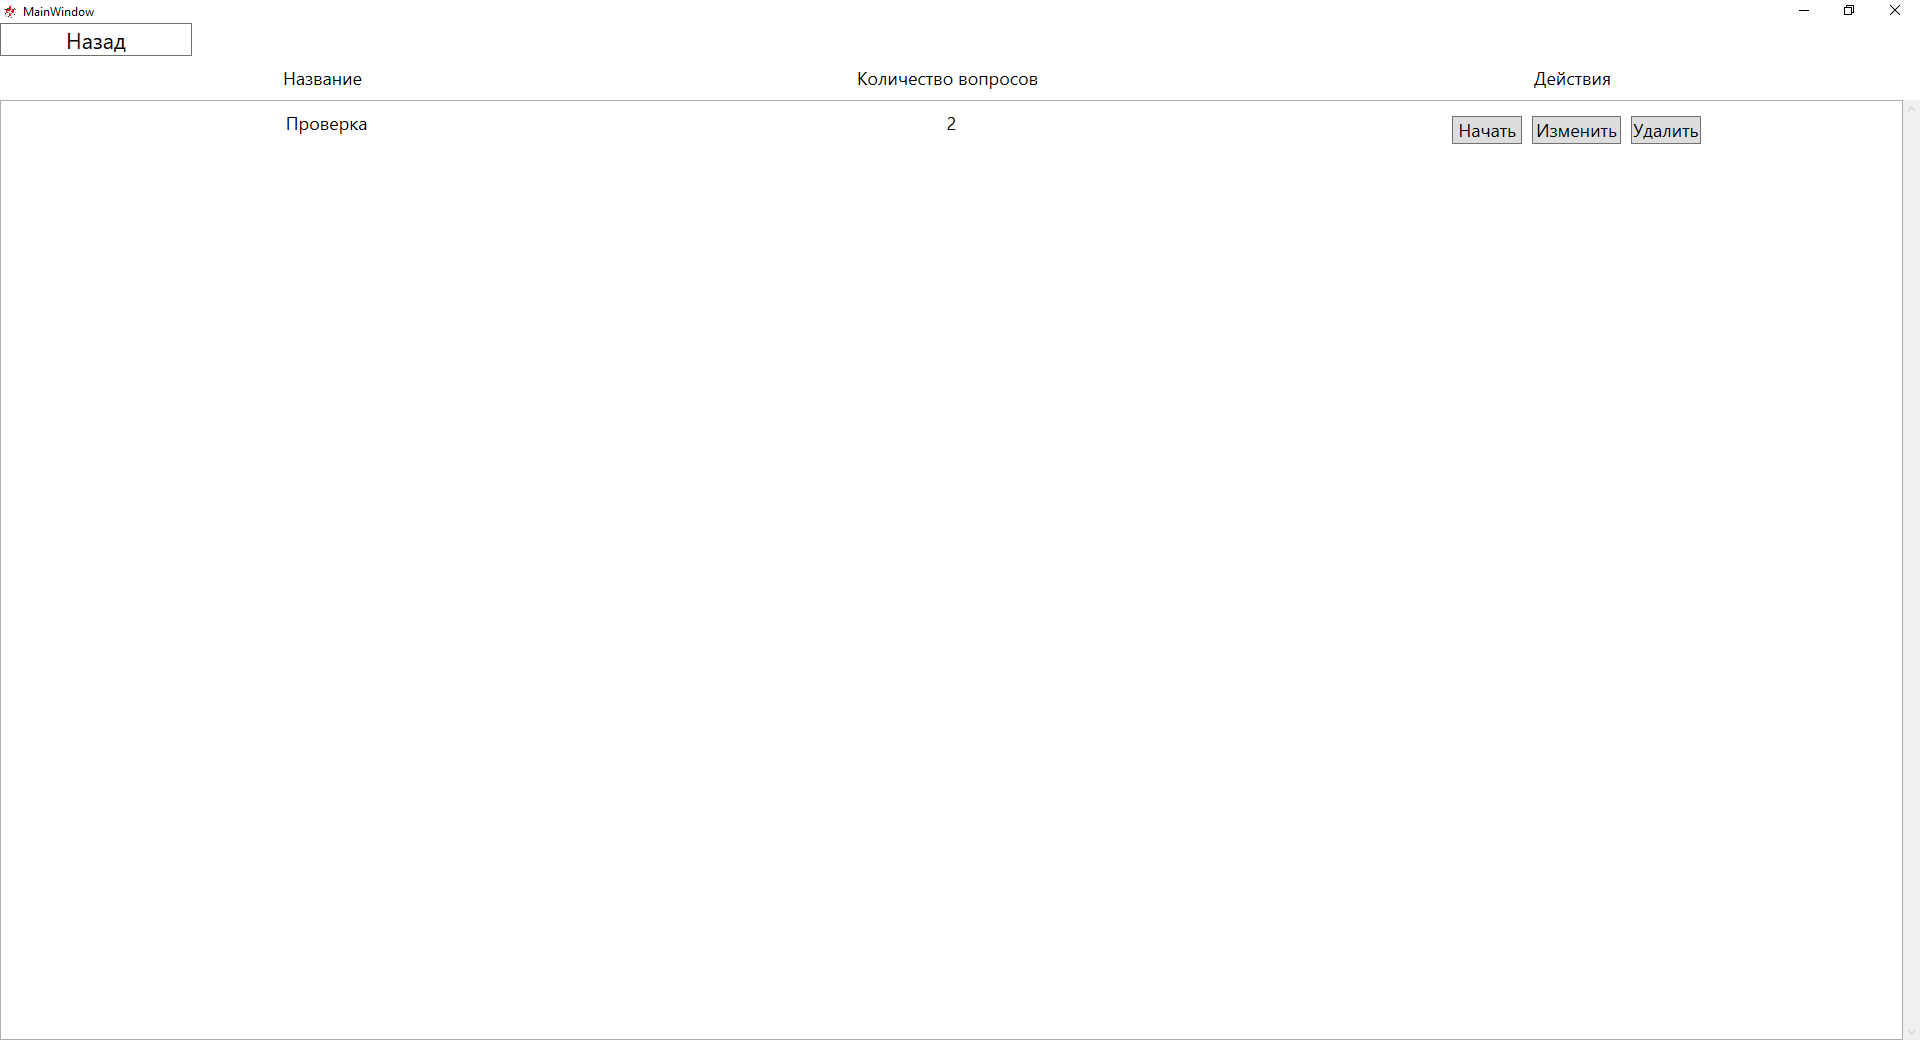 MainWindow
Назад
Название Количество вопросов Действия
Проверка 2 Начать Изменить Удалить